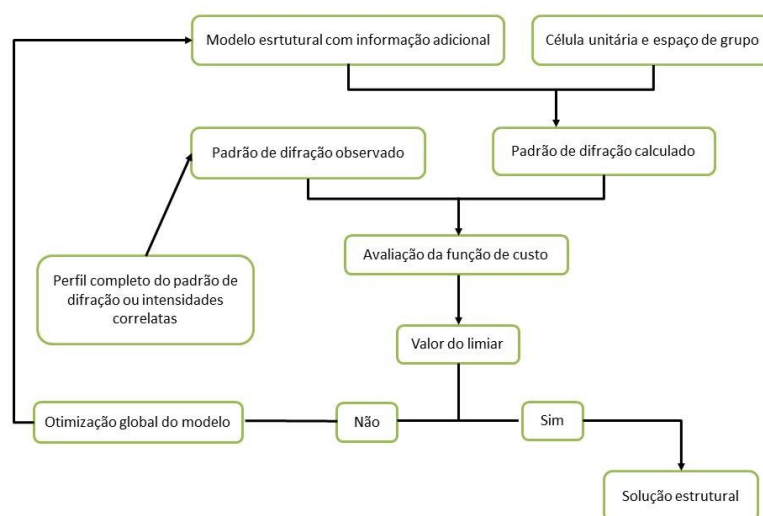 Modelo esrtutural com informação adicional
Célula unitária e espaço de grupo
Padrão de difração observado
Padrão de difração calculado
Avaliação da função de custo
Perfil completo do padrão de
difração ou intensidades
correlatas
Valor do limiar
Otimização global do modelo
Não
Sim
Solução estrutural